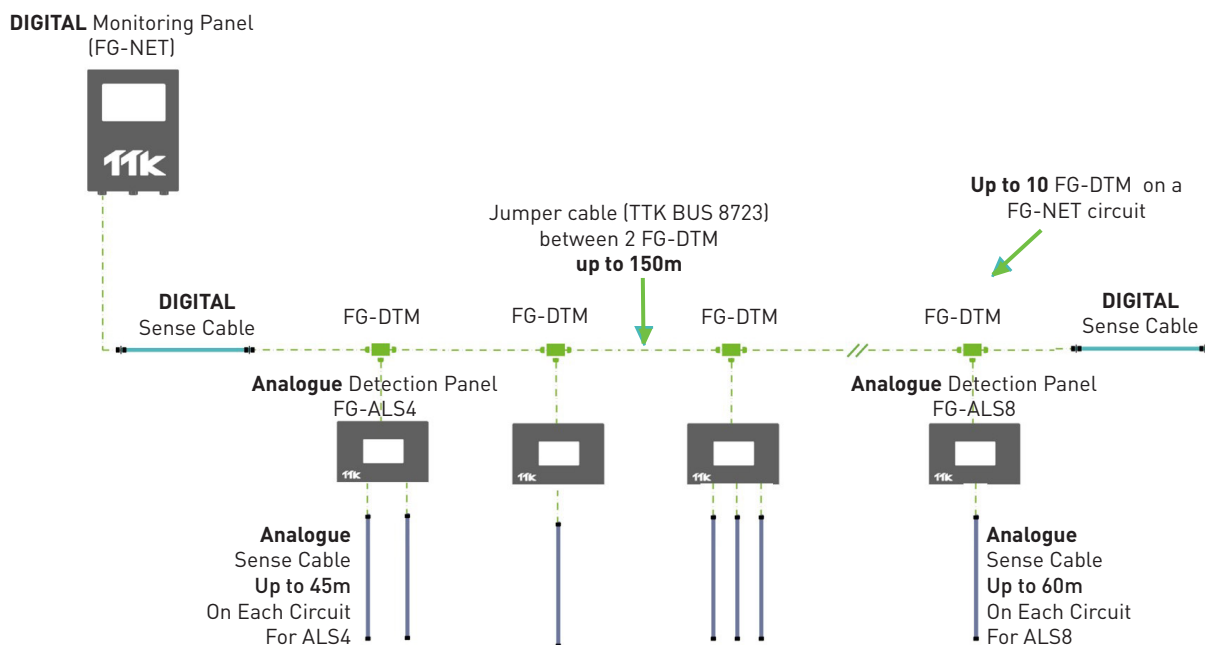 DIGITAL Monitoring Panel
(FG-NET)
TTK
Up to 10 FG-DTM on a
FG-NET circuit
Jumper cable (TTK BUS 8723)
between 2 FG-DTM
up to 150m
DIGITAL
Sense Cable
FG-DTM
FG-DTM
FG-DTM
FG-DTM
DIGITAL
Sense Cable
Analogue Detection Panel
FG-ALS4
Analogue Detection Panel
FG-ALS8
TTK
TTK
TTK
TTK
Analogue
Sense Cable
Up to 45m
On Each Circuit
For ALS4
Analogue
Sense Cable
Up to 60m
On Each Circuit
For ALS8